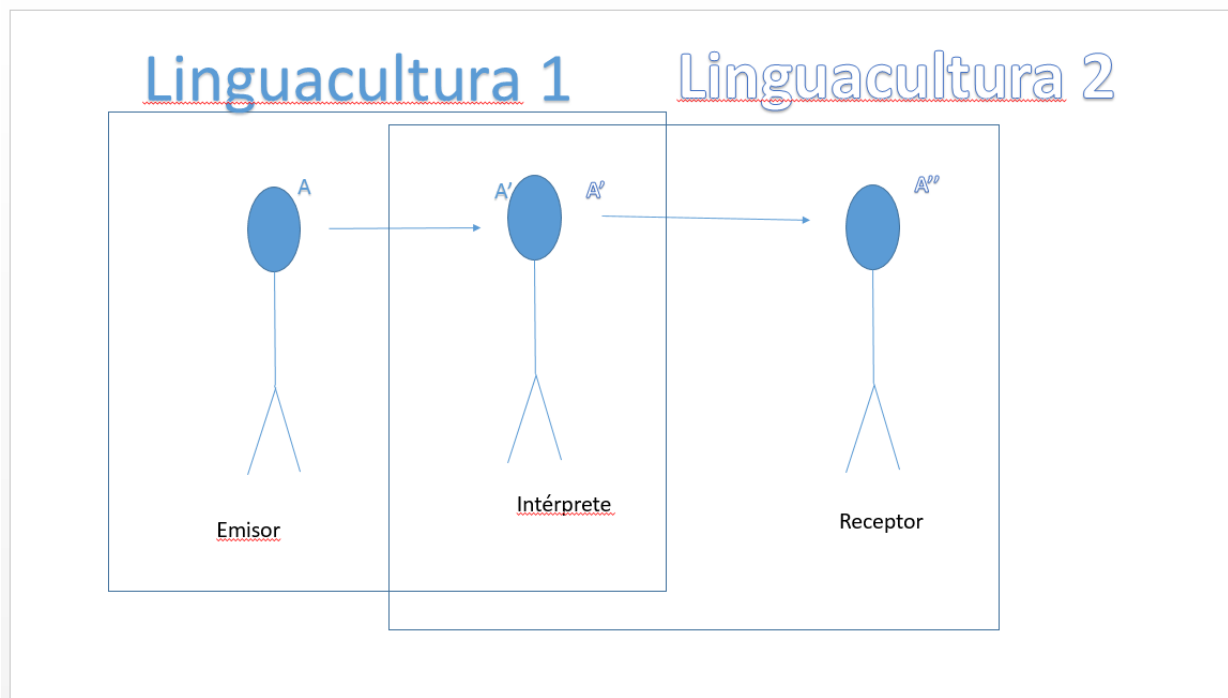 Linguacultura 1
Linguacultura 2
A
A'
A'
A''
Emisor
Intérprete
Receptor